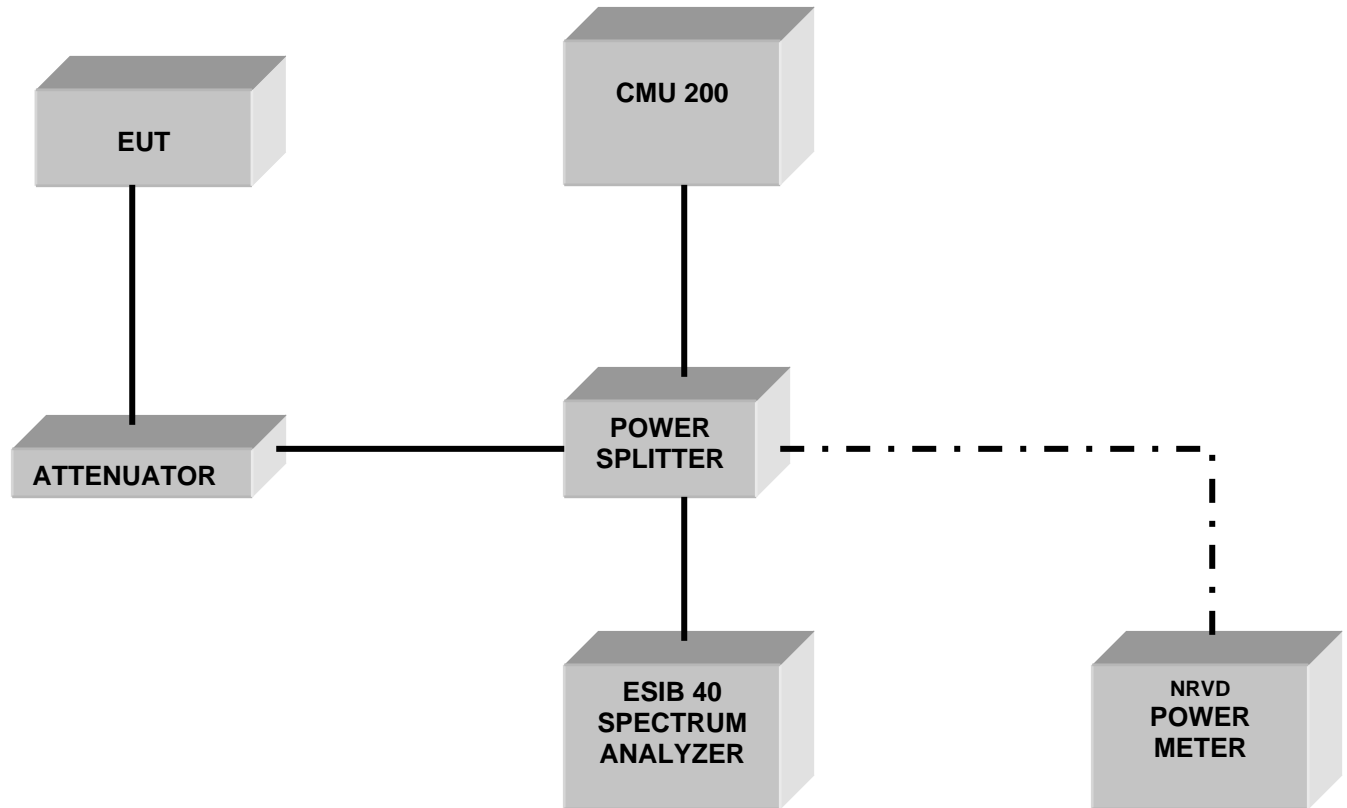 EUT
CMU 200
ATTENUATOR
POWER
SPLITTER
ESIB 40
SPECTRUM
ANALYZER
NRVD
POWER
METER